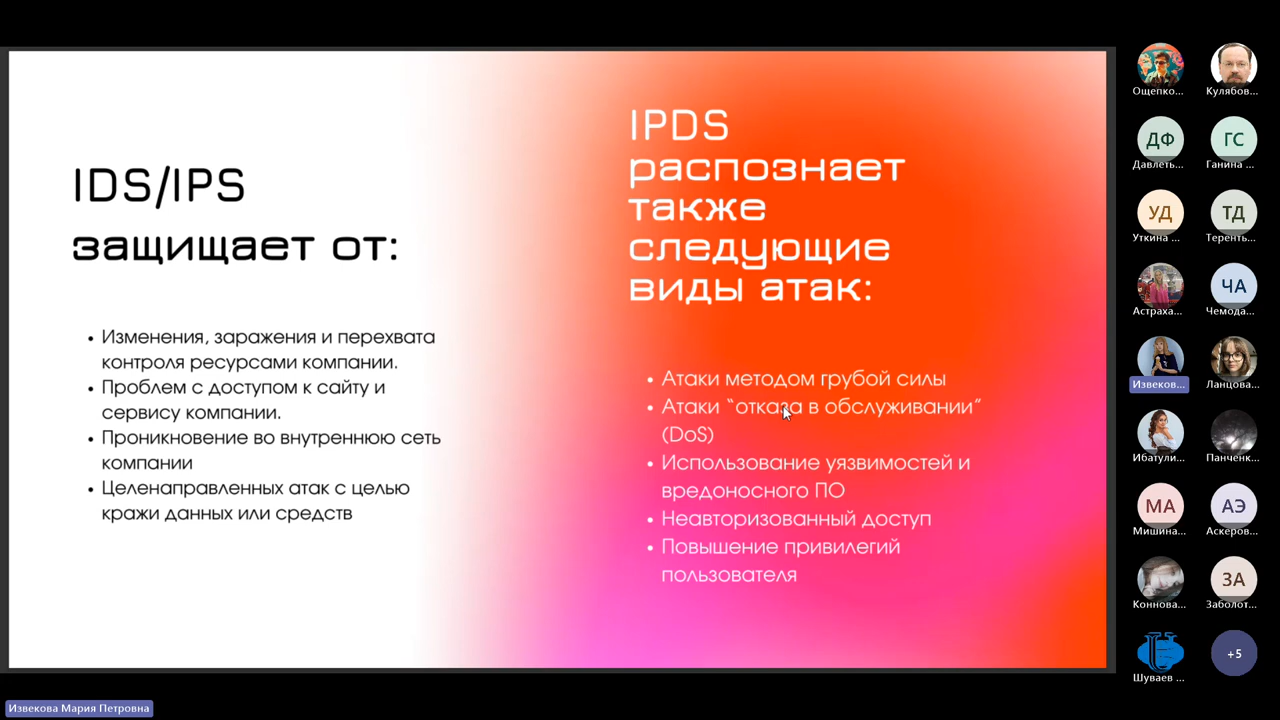 IDS/IPS
защищает от:
• Изменения, заражения и перехвата
контроля ресурсами компании.
• Проблем с доступом к сайту и
сервису компании.
• Проникновение во внутреннюю сеть
компании
• Целенаправленных атак с целью
кражи данных или средств
IPDS
распознает
также
следующие
виды атак:
• Атаки методом грубой силы
• Атаки “отказа в обслуживании”
(DoS)
• Использование уязвимостей и
вредоносного ПО
• Неавторизованный доступ
• Повышение привилегий
пользователя
Ощепко...
Кулябов...
ДФ
Давлеть...
ГС
Ганина ...
УД
Уткина ...
ТД
Теренть...
Астраха...
ЧА
Чемода...
Извеков...
Ланцова...
Ибатули...
Панченк...
МА
Мишина...
АЭ
Аскеров...
Коннова...
ЗА
Заболот...
Шуваев ...
+5
Извекова Мария Петровна